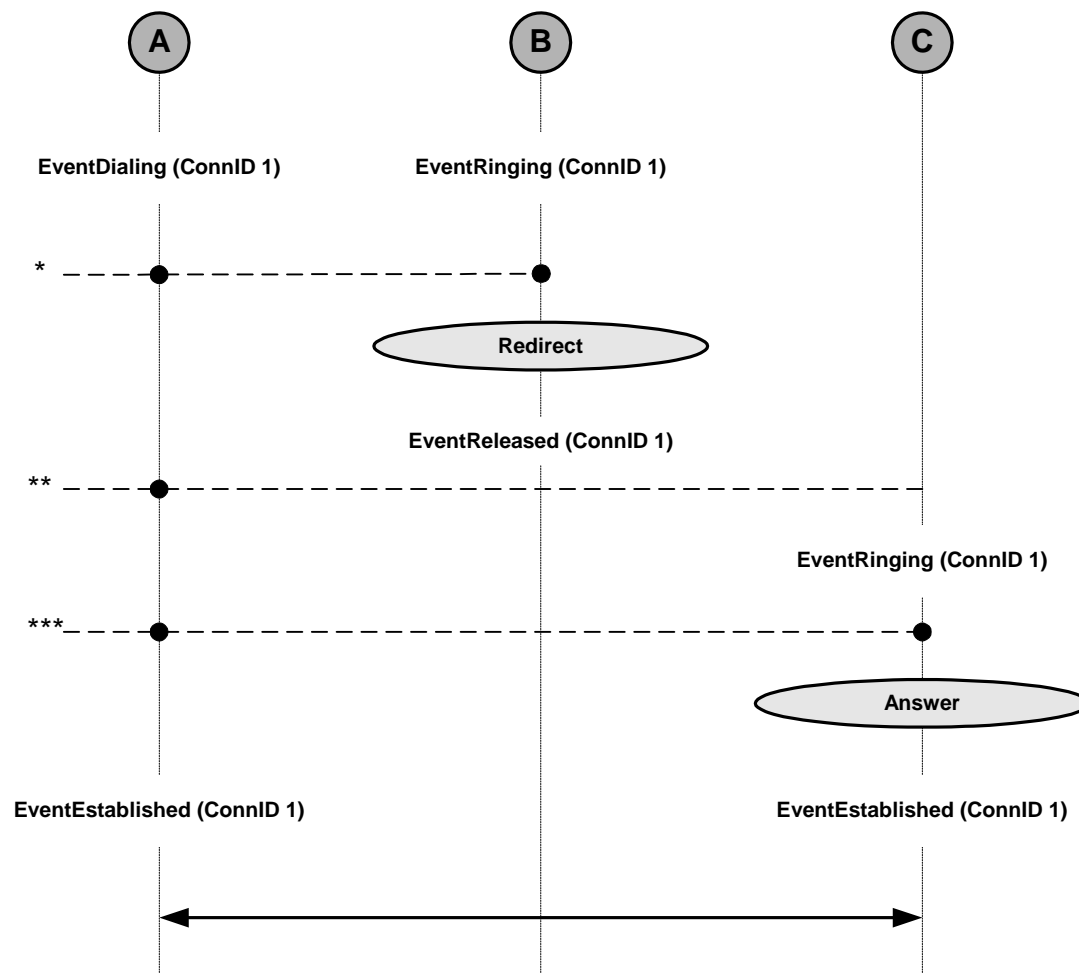 A
B
C
EventDialing (ConnID 1)
EventRinging (ConnID 1)
*
Redirect
EventReleased (ConnID 1)
**
EventRinging (ConnID 1)
***
Answer
EventEstablished (ConnID 1)
EventEstablished (ConnID 1)